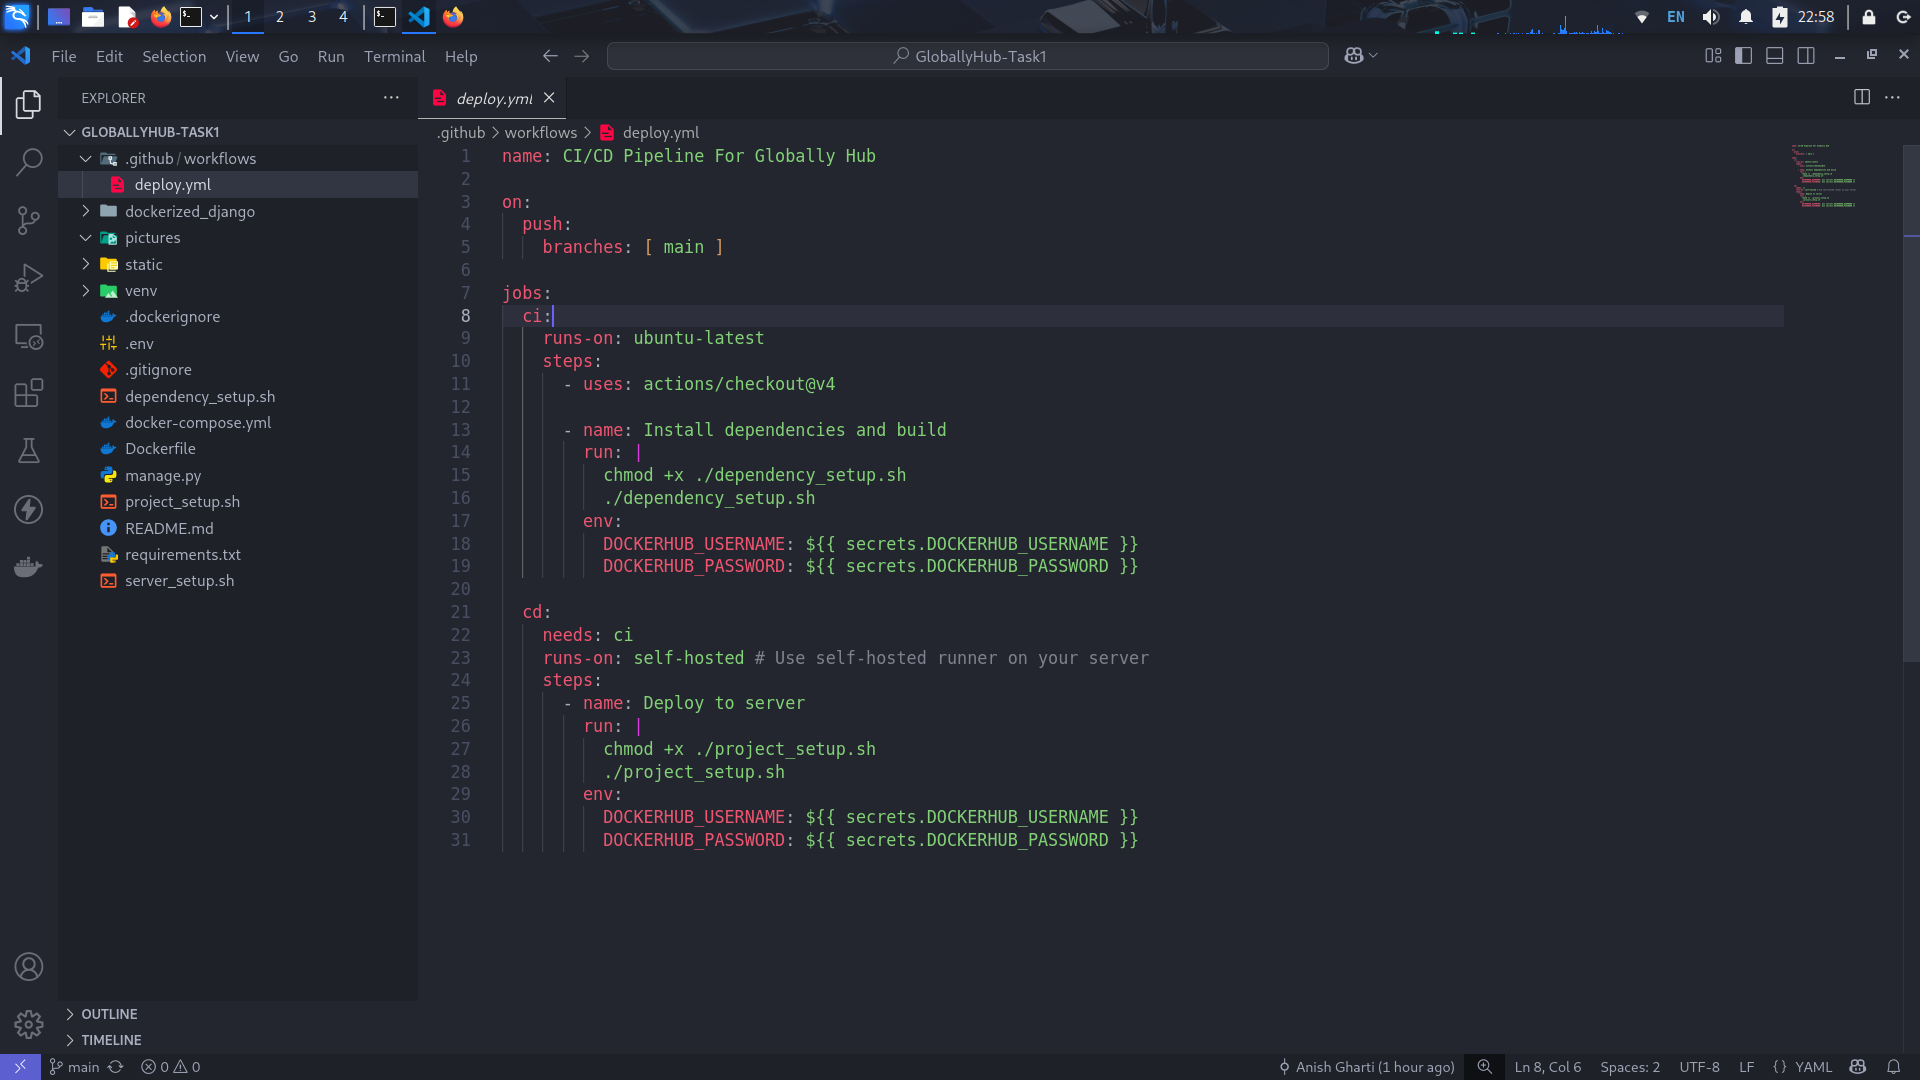 1 2 3 4
EN 22:58
File Edit Selection View Go Run Terminal Help
GloballyHub-Task1
EXPLORER
GLOBALLYHUB-TASK1
.github / workflows
deploy.yml
dockerized_django
pictures
static
venv
.dockerignore
.env
.gitignore
dependency_setup.sh
docker-compose.yml
Dockerfile
manage.py
project_setup.sh
README.md
requirements.txt
server_setup.sh
OUTLINE
TIMELINE
deploy.yml
.github > workflows > deploy.yml
1 name: CI/CD Pipeline For Globally Hub
2
3 on:
4 push:
5 branches: [ main ]
6
7 jobs:
8 ci:
9 runs-on: ubuntu-latest
10 steps:
11 - uses: actions/checkout@v4
12
13 - name: Install dependencies and build
14 run: |
15 chmod +x ./dependency_setup.sh
16 ./dependency_setup.sh
17 env:
18 DOCKERHUB_USERNAME: ${{ secrets.DOCKERHUB_USERNAME }}
19 DOCKERHUB_PASSWORD: ${{ secrets.DOCKERHUB_PASSWORD }}
20
21 cd:
22 needs: ci
23 runs-on: self-hosted # Use self-hosted runner on your server
24 steps:
25 - name: Deploy to server
26 run: |
27 chmod +x ./project_setup.sh
28 ./project_setup.sh
29 env:
30 DOCKERHUB_USERNAME: ${{ secrets.DOCKERHUB_USERNAME }}
31 DOCKERHUB_PASSWORD: ${{ secrets.DOCKERHUB_PASSWORD }}
main 0 0 Anish Gharti (1 hour ago) Ln 8, Col 6 Spaces: 2 UTF-8 LF {} YAML